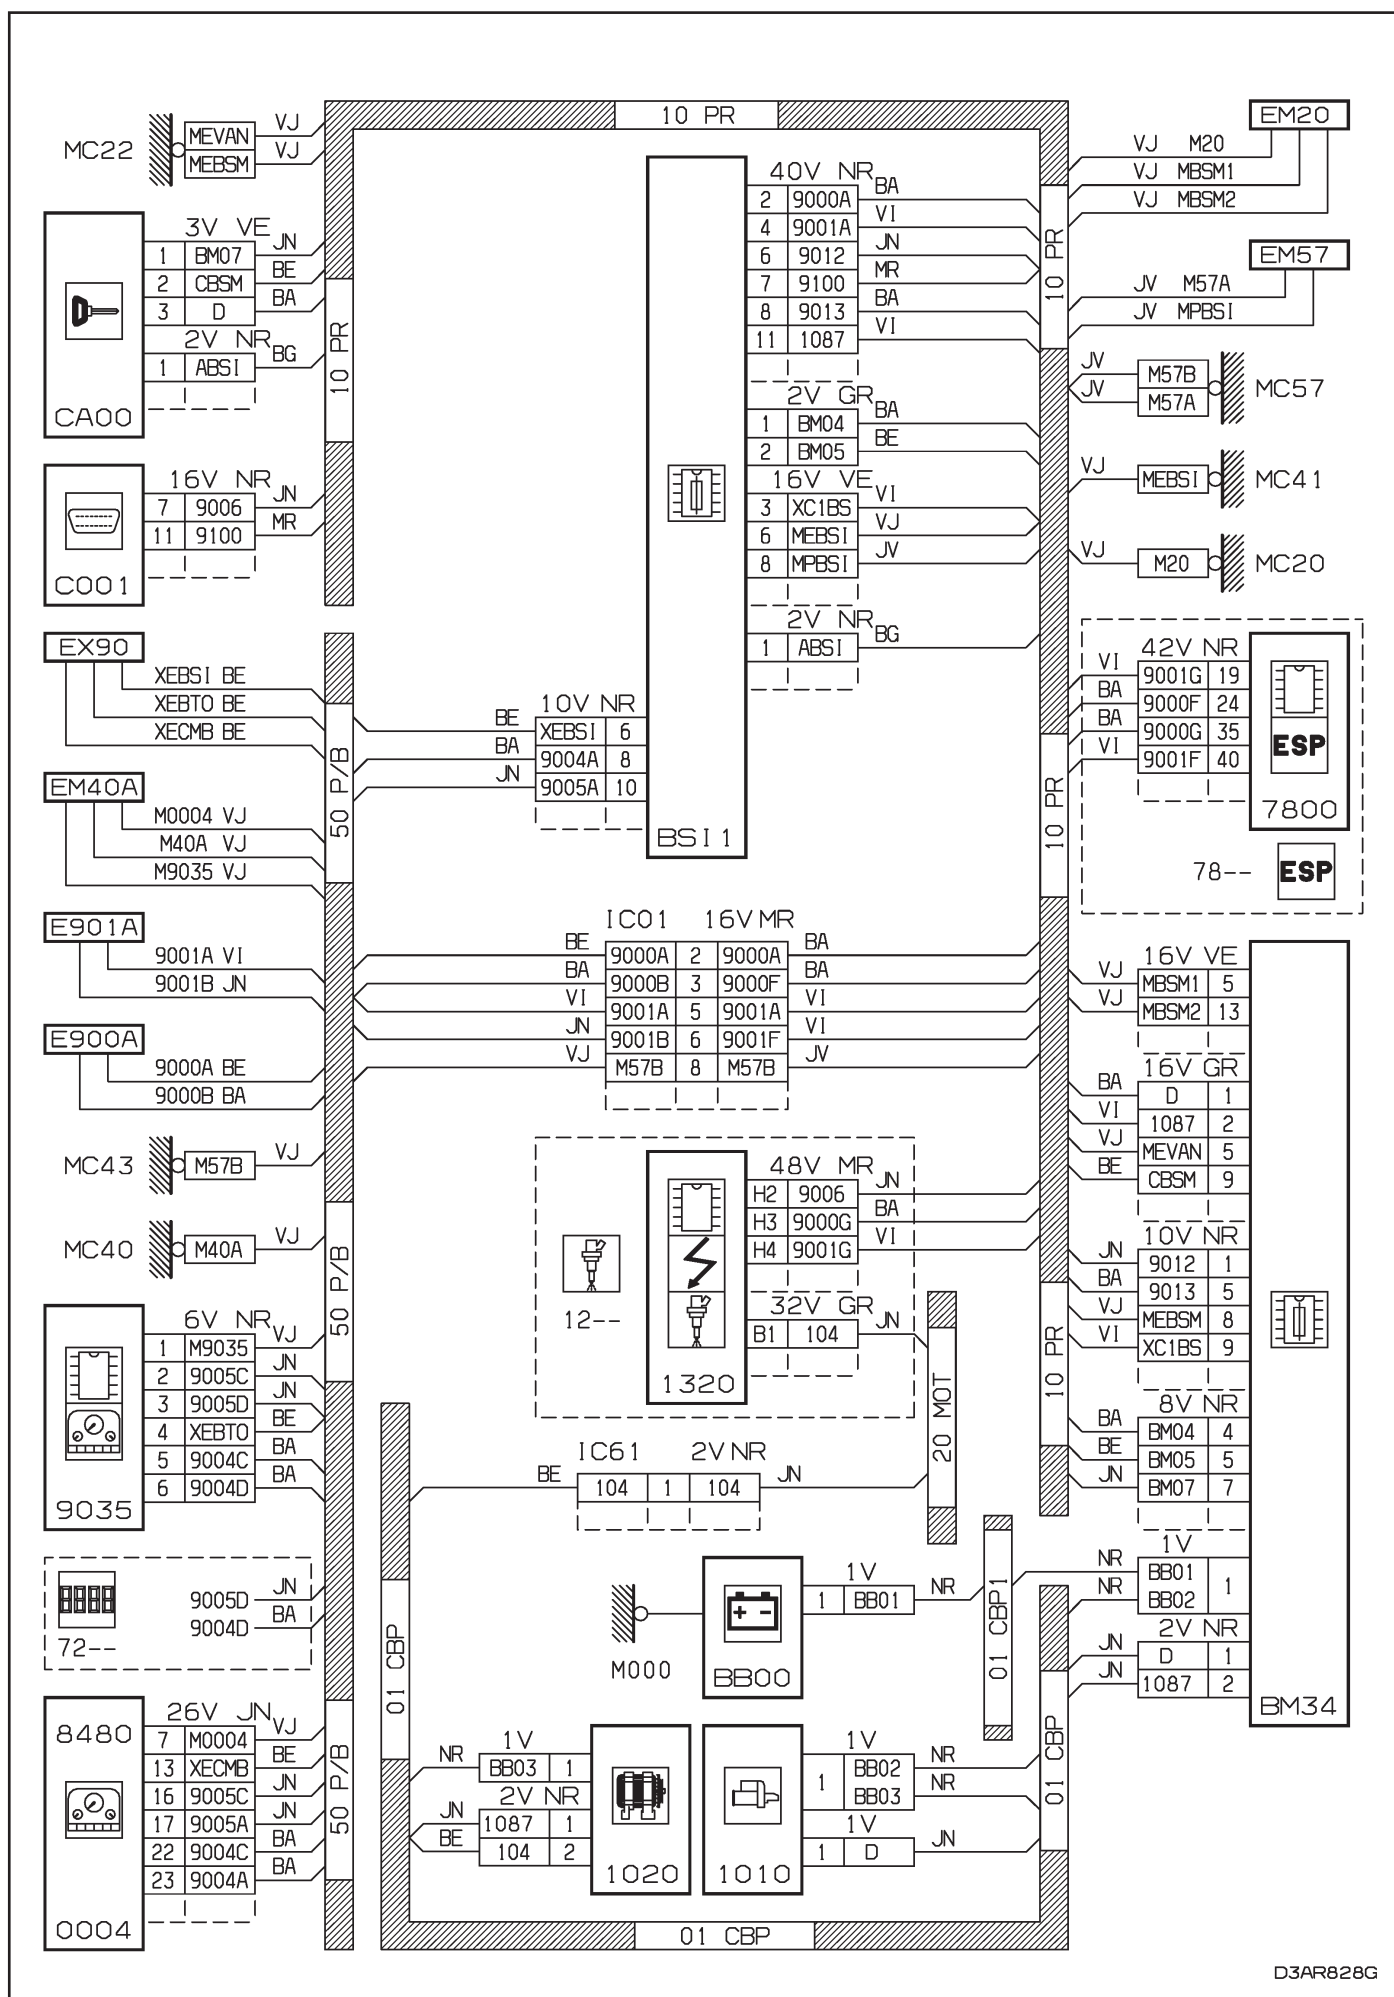 10 PR
MC22
MEVAN VJ
MEBSM VJ
CA00
3V VE
1 BM07 JN
2 CBSM BE
3 D BA
2V NR
1 ABSI BG
10 PR
C001
16V NR
7 9006 JN
11 9100 MR
EX90
XEBSI BE
XEBTO BE
XECMB BE
EM40A
M0004 VJ
M40A VJ
M9035 VJ
50 P/B
E901A
9001A VI
9001B JN
E900A
9000A BE
9000B BA
MC43 M57B VJ
MC40 M40A VJ
50 P/B
9035
6V NR
1 M9035 VJ
2 9005C JN
3 9005D JN
4 XEBTO BE
5 9004C BA
6 9004D BA
72--
9005D JN
9004D BA
8480
0004
26V JN
7 M0004 VJ
13 XECMB BE
16 9005C JN
17 9005A JN
22 9004C BA
23 9004A BA
50 P/B
BSI1
40V NR
2 9000A BA
4 9001A VI
6 9012 JN
7 9100 MR
8 9013 BA
11 1087 VI
2V GR
1 BM04 BA
2 BM05 BE
16V VE
3 XC1BS VI
6 MEBSI VJ
8 MPBSI JV
2V NR
1 ABSI BG
10V NR
BE XEBSI 6
BA 9004A 8
JN 9005A 10
IC01 16V MR
BE 9000A 2 9000A BA
BA 9000B 3 9000F BA
VI 9001A 5 9001A VI
JN 9001B 6 9001F VI
VJ M57B 8 M57B JV
12--
1320
48V MR
H2 9006 JN
H3 9000G BA
H4 9001G VI
32V GR
B1 104 JN
20 MOT
IC61 2V NR
BE 104 1 104 JN
01 CBP
M000
BB00
1V
1 BB01 NR
01 CBP1
1020
1V
NR BB03 1
2V NR
JN 1087 1
BE 104 2
1010
1V
1 BB02 NR
BB03 NR
1V
1 D JN
01 CBP
01 CBP
10 PR
EM20
VJ M20
VJ MBSM1
VJ MBSM2
EM57
JV M57A
JV MPBSI
MC57
JV M57B
JV M57A
VJ MEBSI MC41
VJ M20 MC20
10 PR
42V NR
VI 9001G 19
BA 9000F 24
BA 9000G 35
VI 9001F 40
ESP
7800
78-- ESP
BM34
16V VE
VJ MBSM1 5
VJ MBSM2 13
16V GR
BA D 1
VI 1087 2
VJ MEVAN 5
BE CBSM 9
10V NR
JN 9012 1
BA 9013 5
VJ MEBSM 8
VI XC1BS 9
10 PR
8V NR
BA BM04 4
BE BM05 5
JN BM07 7
1V
NR BB01 1
NR BB02
2V NR
JN D 1
JN 1087 2
D3AR828G